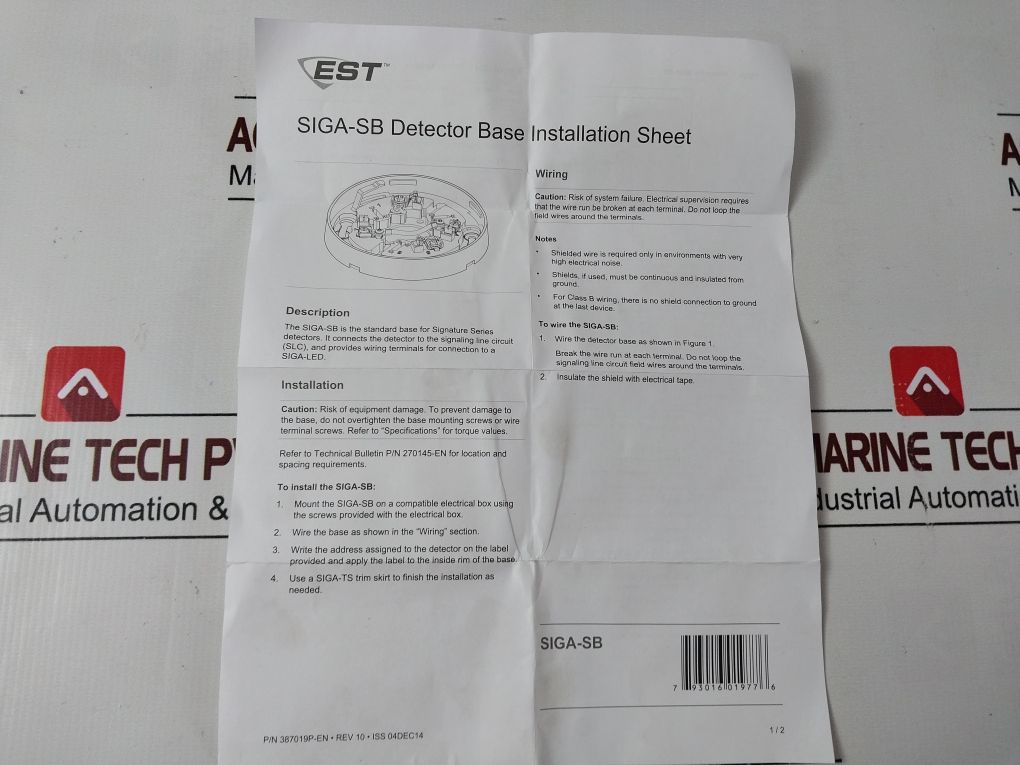 EST™
SIGA-SB Detector Base Installation Sheet
Description
The SIGA-SB is the standard base for Signature Series
detectors. It connects the detector to the signaling line circuit
(SLC), and provides wiring terminals for connection to a
SIGA-LED.
Installation
Caution: Risk of equipment damage. To prevent damage to
the base, do not overtighten the base mounting screws or wire
terminal screws. Refer to "Specifications" for torque values.
Refer to Technical Bulletin P/N 270145-EN for location and
spacing requirements.
To install the SIGA-SB:
1. Mount the SIGA-SB on a compatible electrical box using
the screws provided with the electrical box.
2. Wire the base as shown in the "Wiring" section.
3. Write the address assigned to the detector on the label
provided and apply the label to the inside rim of the base.
4. Use a SIGA-TS trim skirt to finish the installation as
needed.
Wiring
Caution: Risk of system failure. Electrical supervision requires
that the wire run be broken at each terminal. Do not loop the
field wires around the terminals.
Notes
• Shielded wire is required only in environments with very
high electrical noise.
• Shields, if used, must be continuous and insulated from
ground.
• For Class B wiring, there is no shield connection to ground
at the last device.
To wire the SIGA-SB:
1. Wire the detector base as shown in Figure 1.
Break the wire run at each terminal. Do not loop the
signaling line circuit field wires around the terminals.
2. Insulate the shield with electrical tape.
SIGA-SB
7 93016 01977 6
P/N 387019P-EN • REV 10 • ISS 04DEC14
1 / 2
A
Ma
INE TECH P
al Automation &
A
ARINE TECH
dustrial Automati